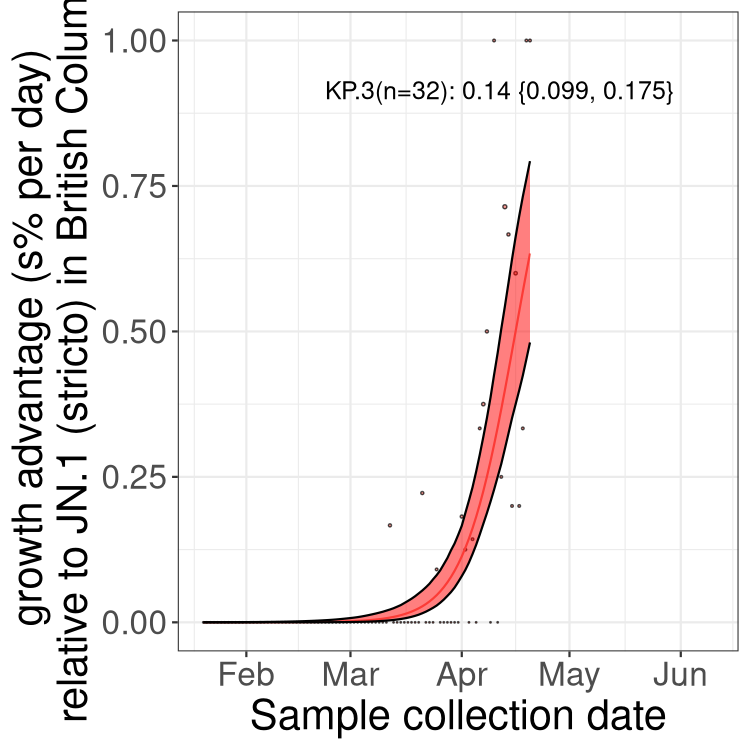 growth advantage (s% per day)
relative to JN.1 (stricto) in British Colum
1.00
0.75
0.50
0.25
0.00
KP.3(n=32): 0.14 {0.099, 0.175}
Feb Mar Apr May Jun
Sample collection date